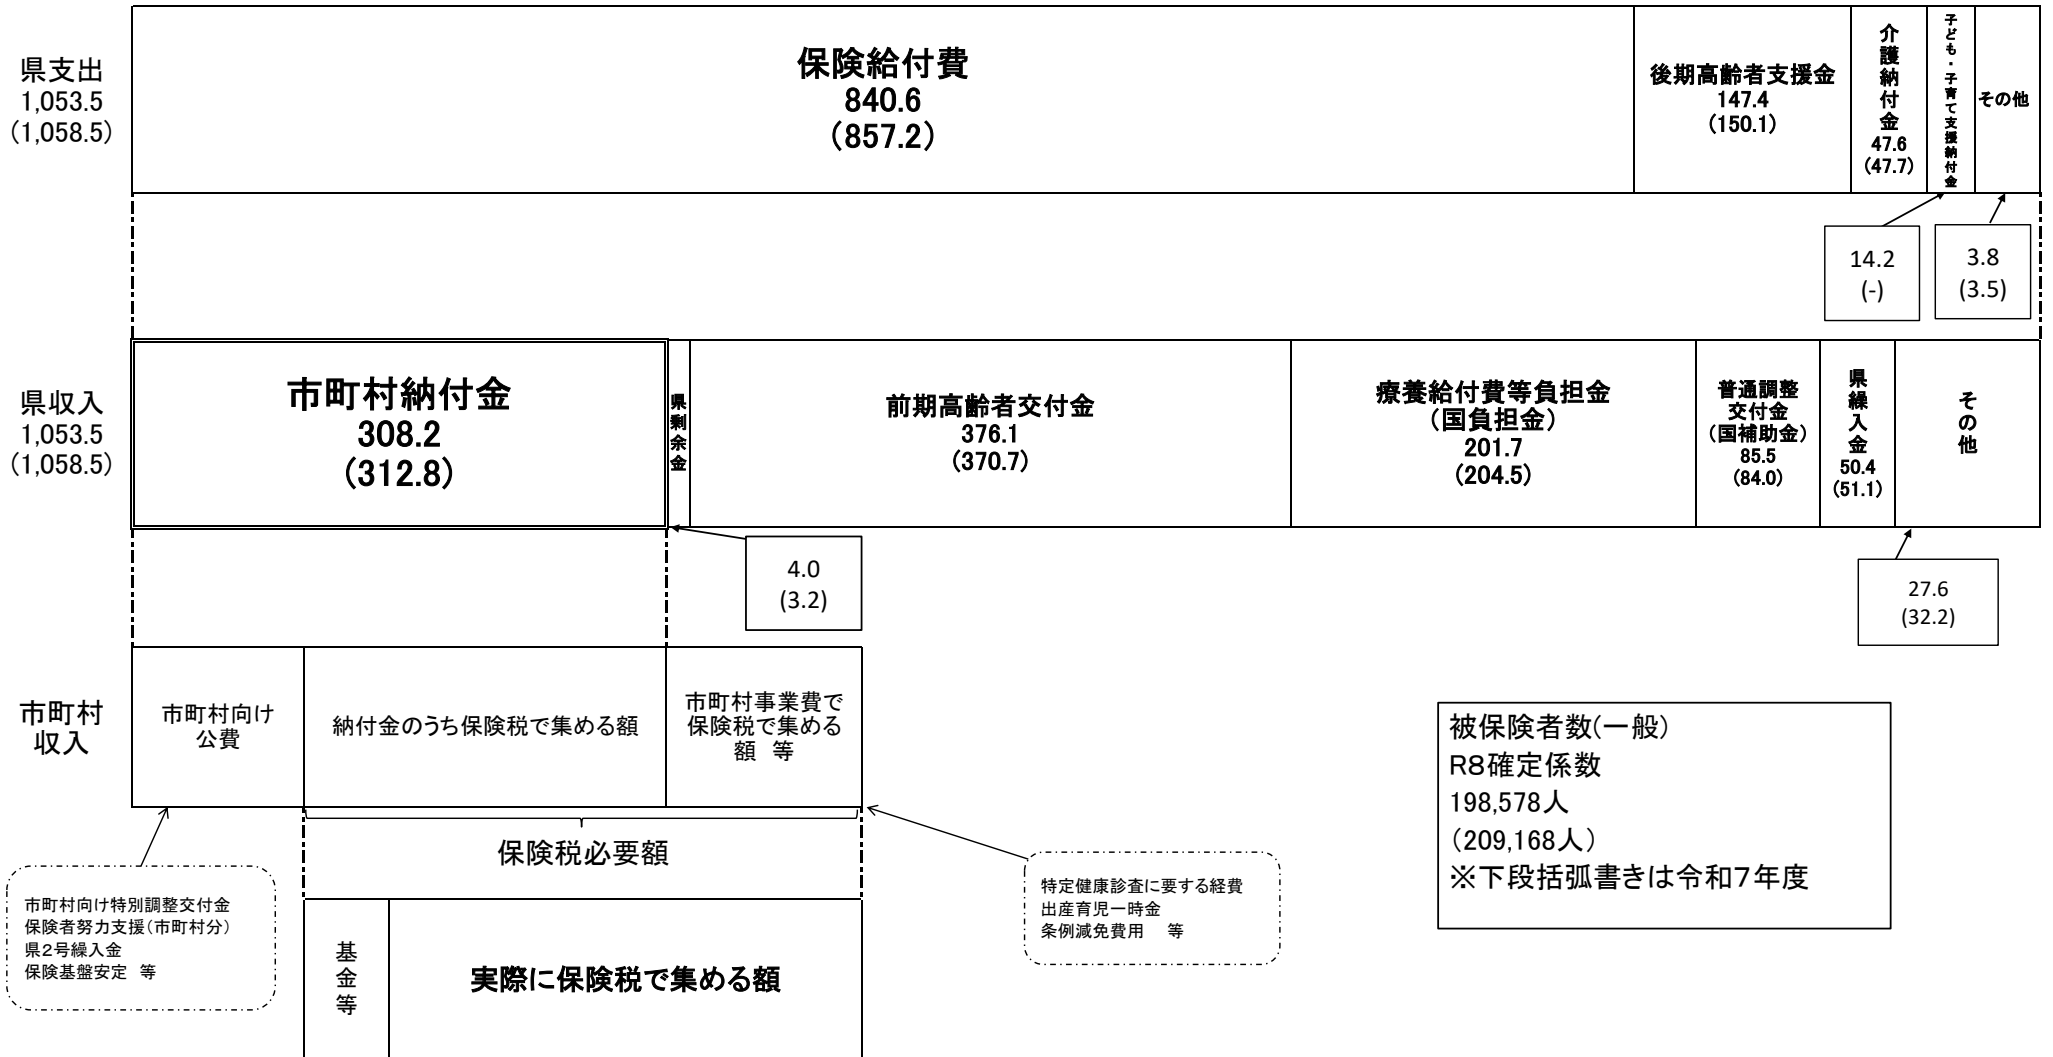 県支出
1,053.5
(1,058.5)
保険給付費
840.6
(857.2)
後期高齢者支援金
147.4
(150.1)
介護納付金
47.6
(47.7)
子ども・子育て支援納付金
その他
14.2
(-)
3.8
(3.5)
県収入
1,053.5
(1,058.5)
市町村納付金
308.2
(312.8)
県剰余金
前期高齢者交付金
376.1
(370.7)
療養給付費等負担金
(国負担金)
201.7
(204.5)
普通調整
交付金
(国補助金)
85.5
(84.0)
県繰入金
50.4
(51.1)
その他
4.0
(3.2)
27.6
(32.2)
市町村
収入
市町村向け
公費
納付金のうち保険税で集める額
市町村事業費で
保険税で集める
額 等
保険税必要額
市町村向け特別調整交付金
保険者努力支援(市町村分)
県2号繰入金
保険基盤安定 等
特定健康診査に要する経費
出産育児一時金
条例減免費用 等
基金等
実際に保険税で集める額
被保険者数(一般)
R8確定係数
198,578人
(209,168人)
※下段括弧書きは令和7年度